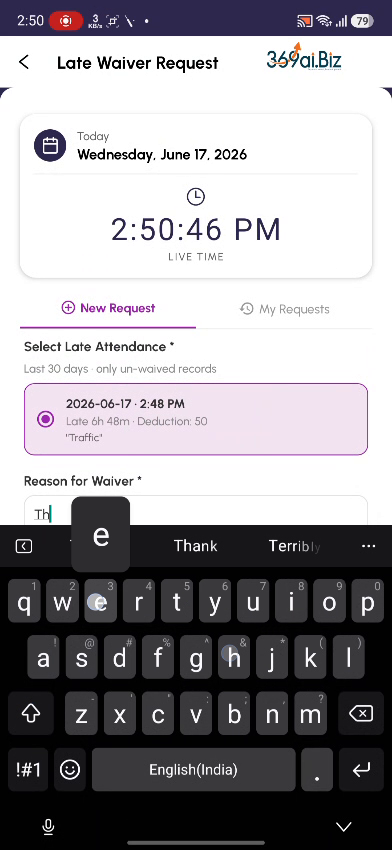 2:50
3
KB/s
79
Late Waiver Request
369ai.Biz
Today
Wednesday, June 17, 2026
2:50:46 PM
LIVE TIME
New Request
My Requests
Select Late Attendance *
Last 30 days · only un-waived records
2026-06-17 · 2:48 PM
Late 6h 48m · Deduction: 50
"Traffic"
Reason for Waiver *
Th
e
Thank
Terribly
1 2 3 4 5 6 7 8 9 0
q w e r t y u i o p
! @ # % ^ & * ( )
a s d f g h j k l
- ' " : ; , ?
z x c v b n m
!#1
English(India)
.